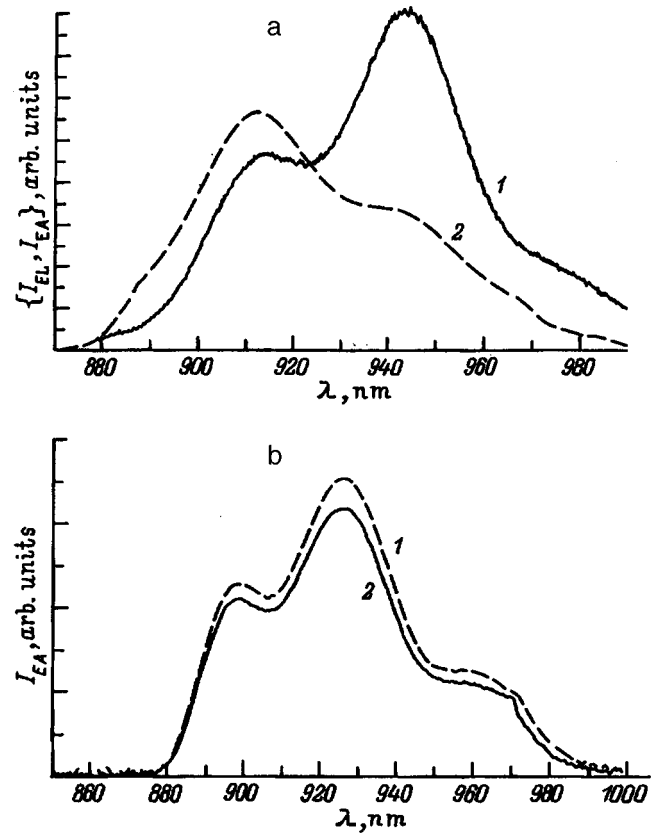 a
{I_EL, I_EA}, arb. units
1
2
880 900 920 940 960 980
λ, nm
b
I_EA, arb. units
1
2
860 880 900 920 940 960 980 1000
λ, nm